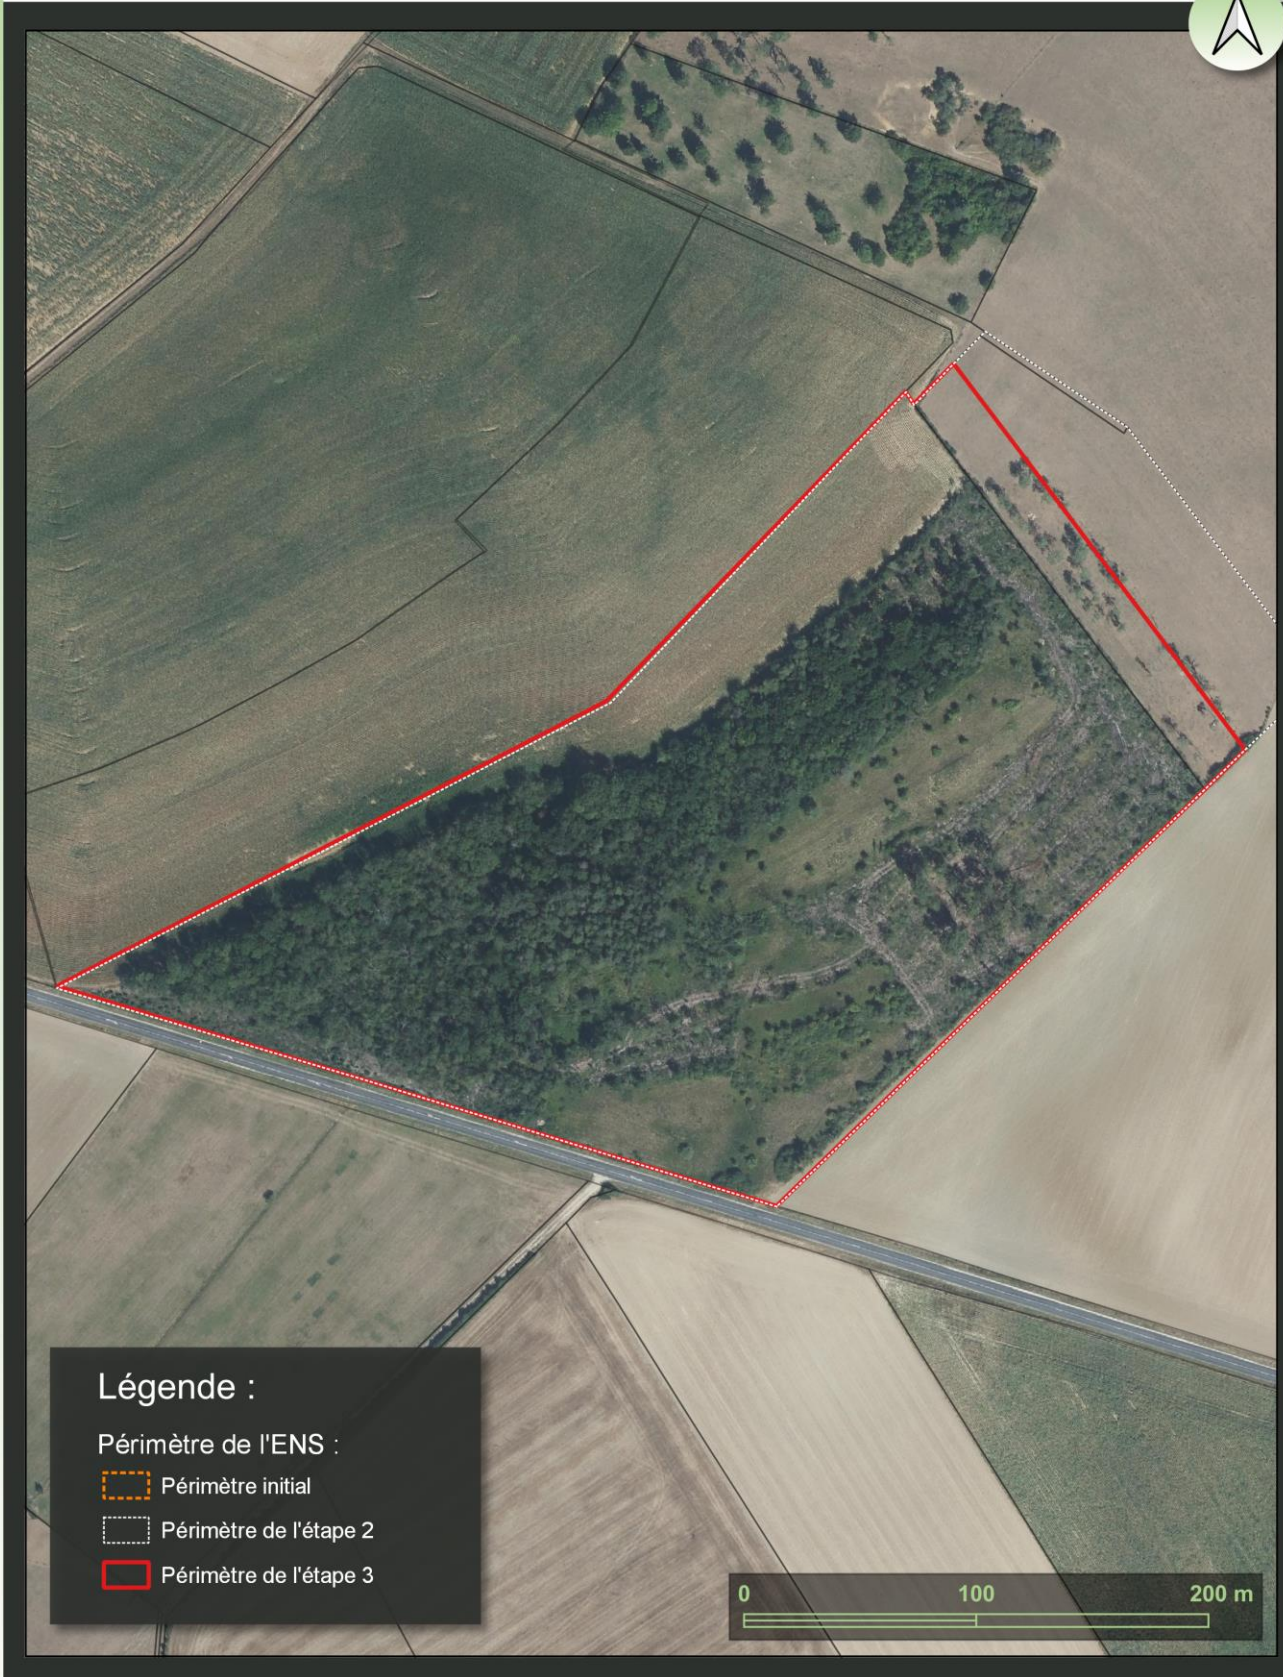 Légende :
Périmètre de l'ENS :
Périmètre initial
Périmètre de l'étape 2
Périmètre de l'étape 3
0 100 200 m